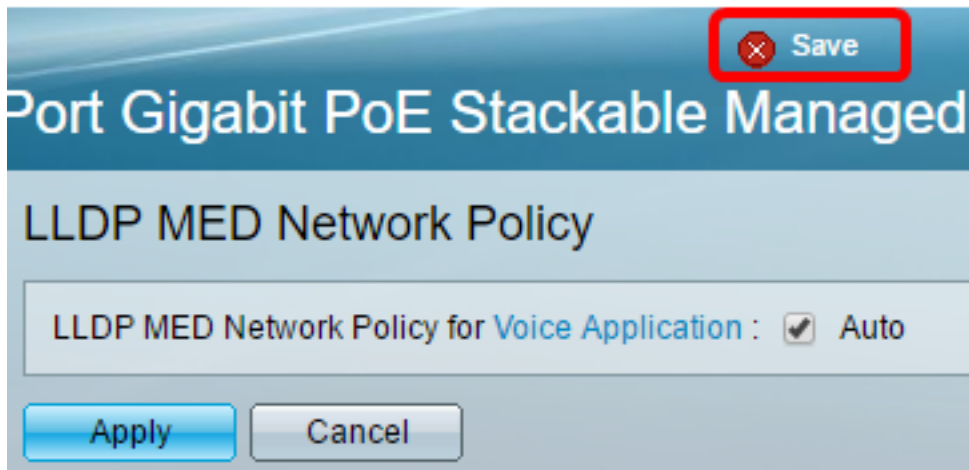 Save
Port Gigabit PoE Stackable Managed
LLDP MED Network Policy
LLDP MED Network Policy for Voice Application : Auto
Apply Cancel